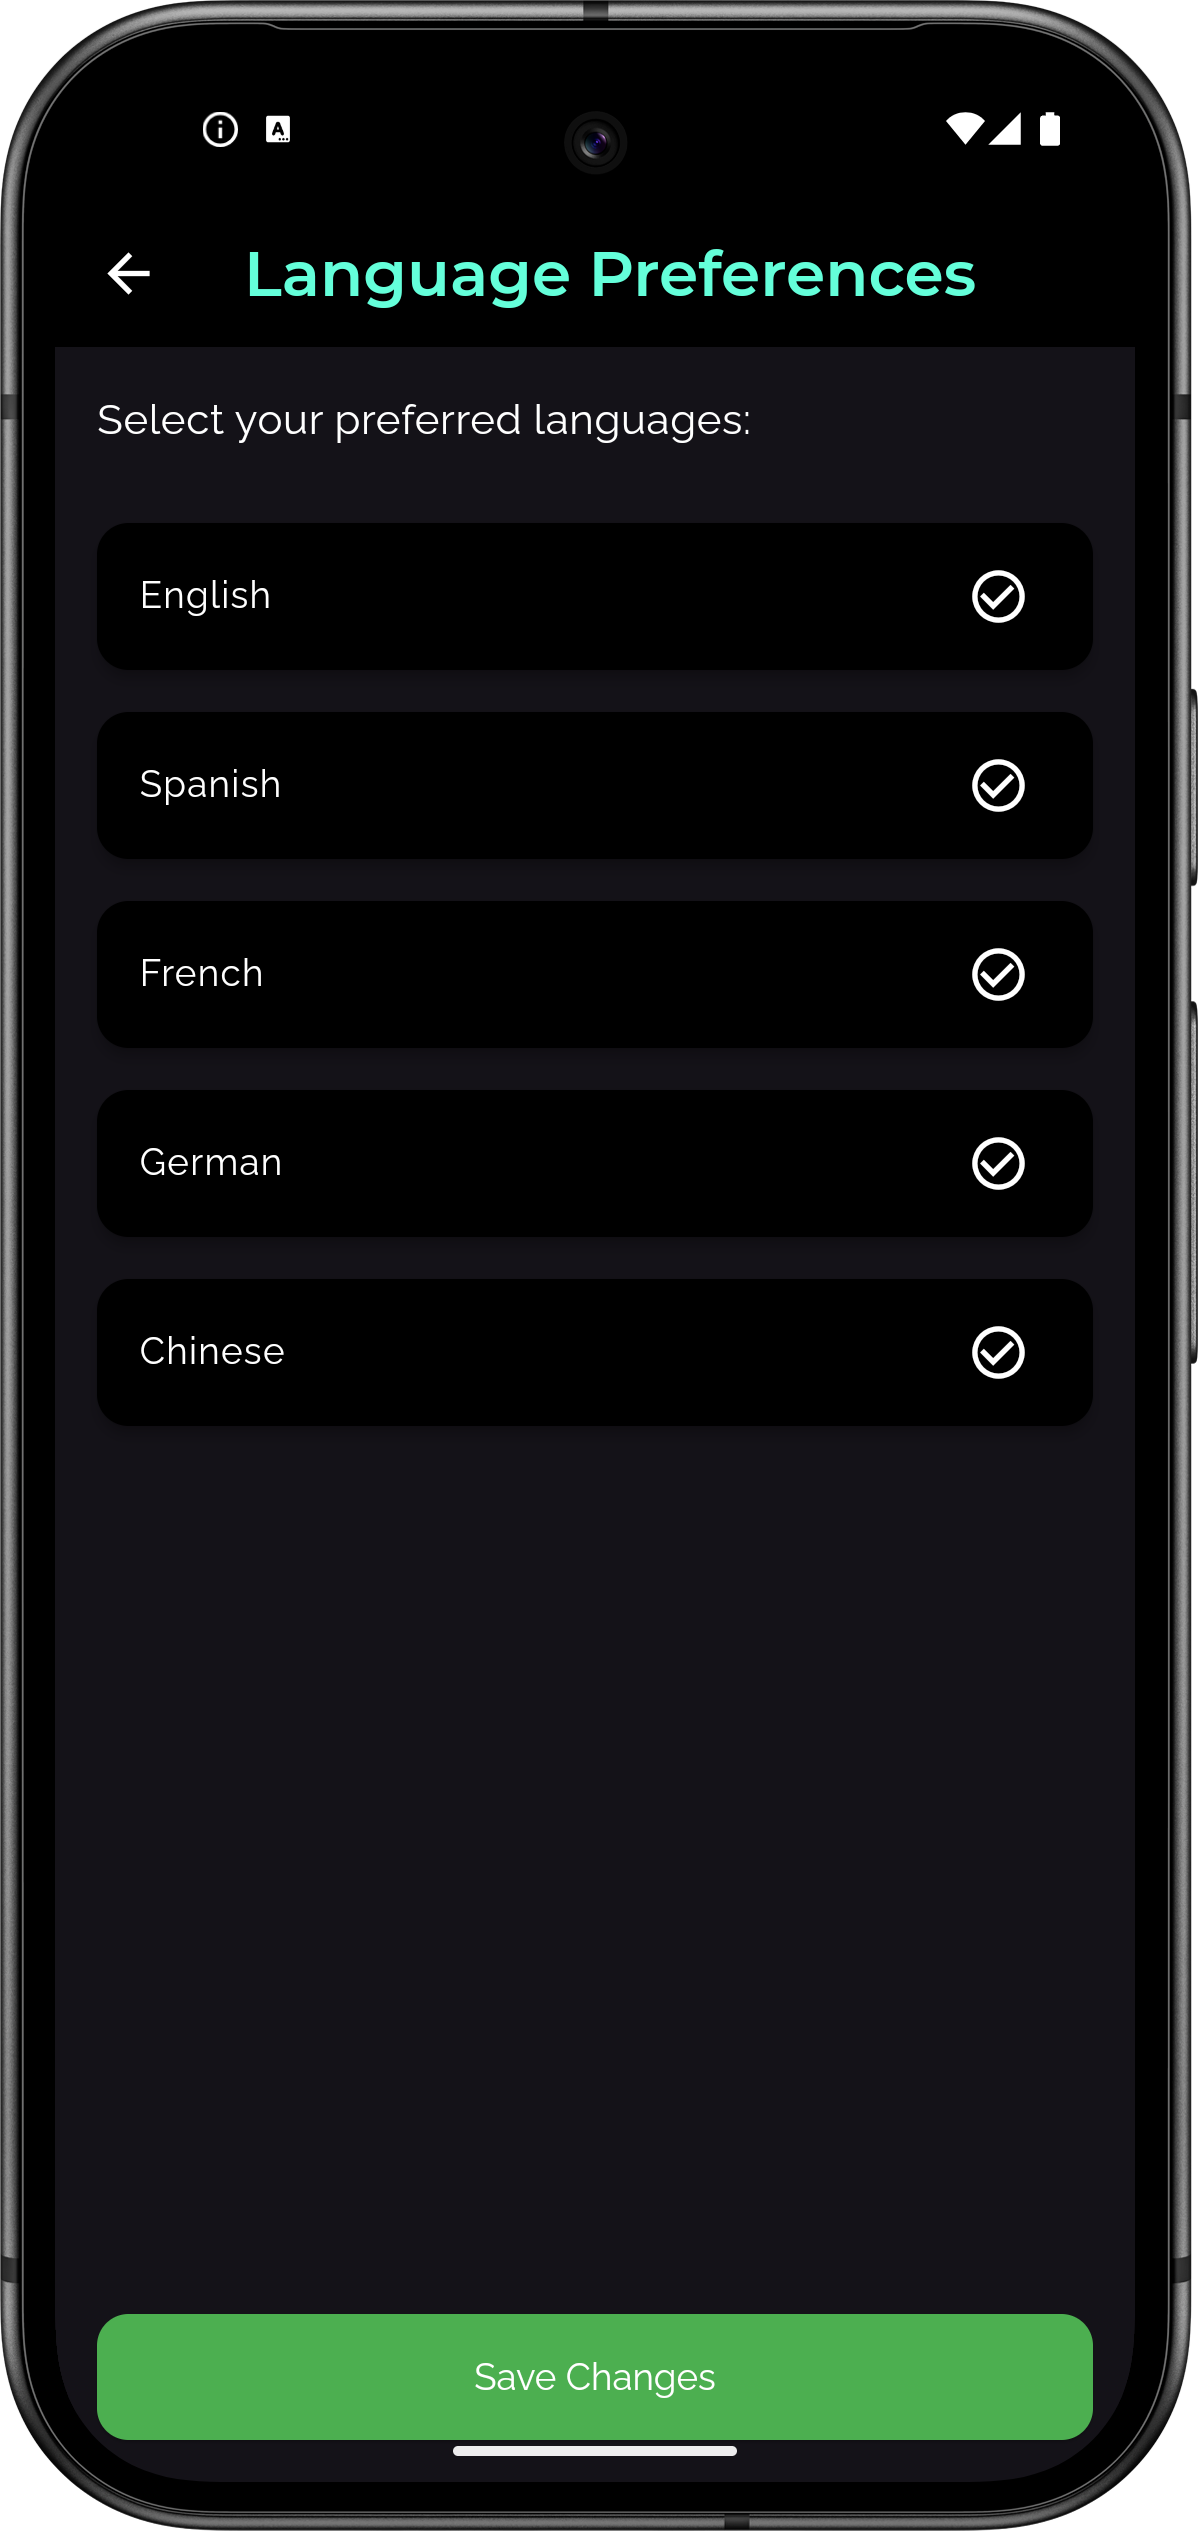 Language Preferences
Select your preferred languages:
English
Spanish
French
German
Chinese
Save Changes